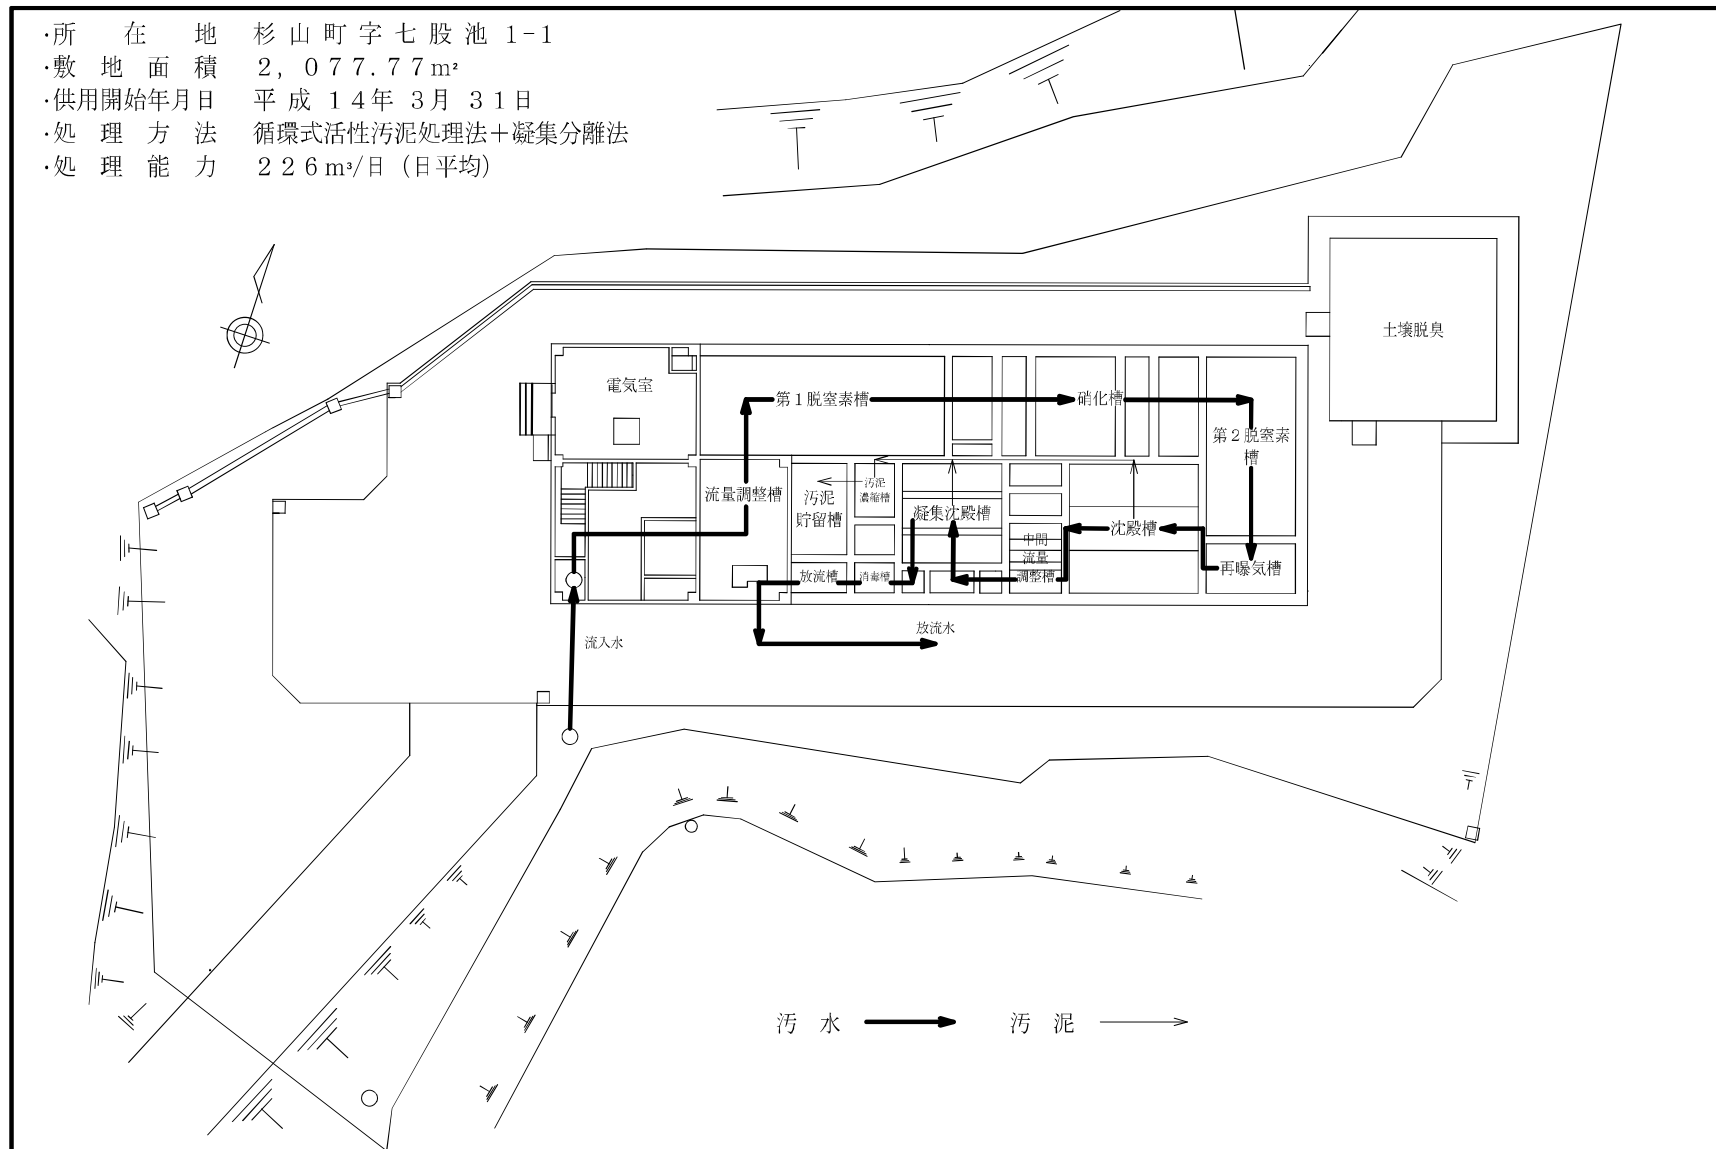 ・所在地 杉山町字七股池 1-1
・敷地面積 2,077.77㎡
・供用開始年月日 平成 14年 3月 31日
・処理方法 循環式活性汚泥処理法＋凝集分離法
・処理能力 226m³/日（日平均）
土壌脱臭
電気室
第1脱窒素槽
硝化槽
第2脱窒素
槽
流量調整槽
汚泥
貯留槽
汚泥
濃縮槽
凝集沈殿槽
中間
流量
調整槽
沈殿槽
再曝気槽
放流槽
消毒槽
流入水
放流水
汚水
汚泥